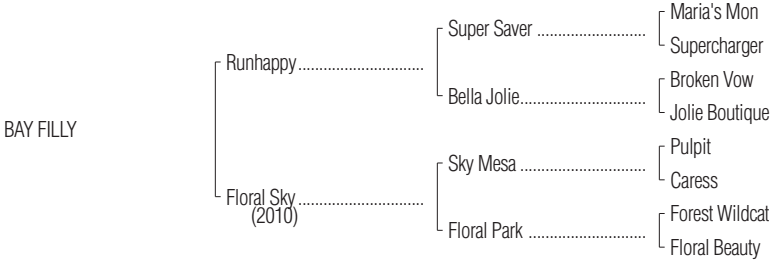 Maria's Mon
Super Saver ..........................
Supercharger
Runhappy..............................
Broken Vow
Bella Jolie..............................
Jolie Boutique
BAY FILLY
Pulpit
Sky Mesa ..............................
Caress
Floral Sky..............................
(2010)
Forest Wildcat
Floral Park ............................
Floral Beauty